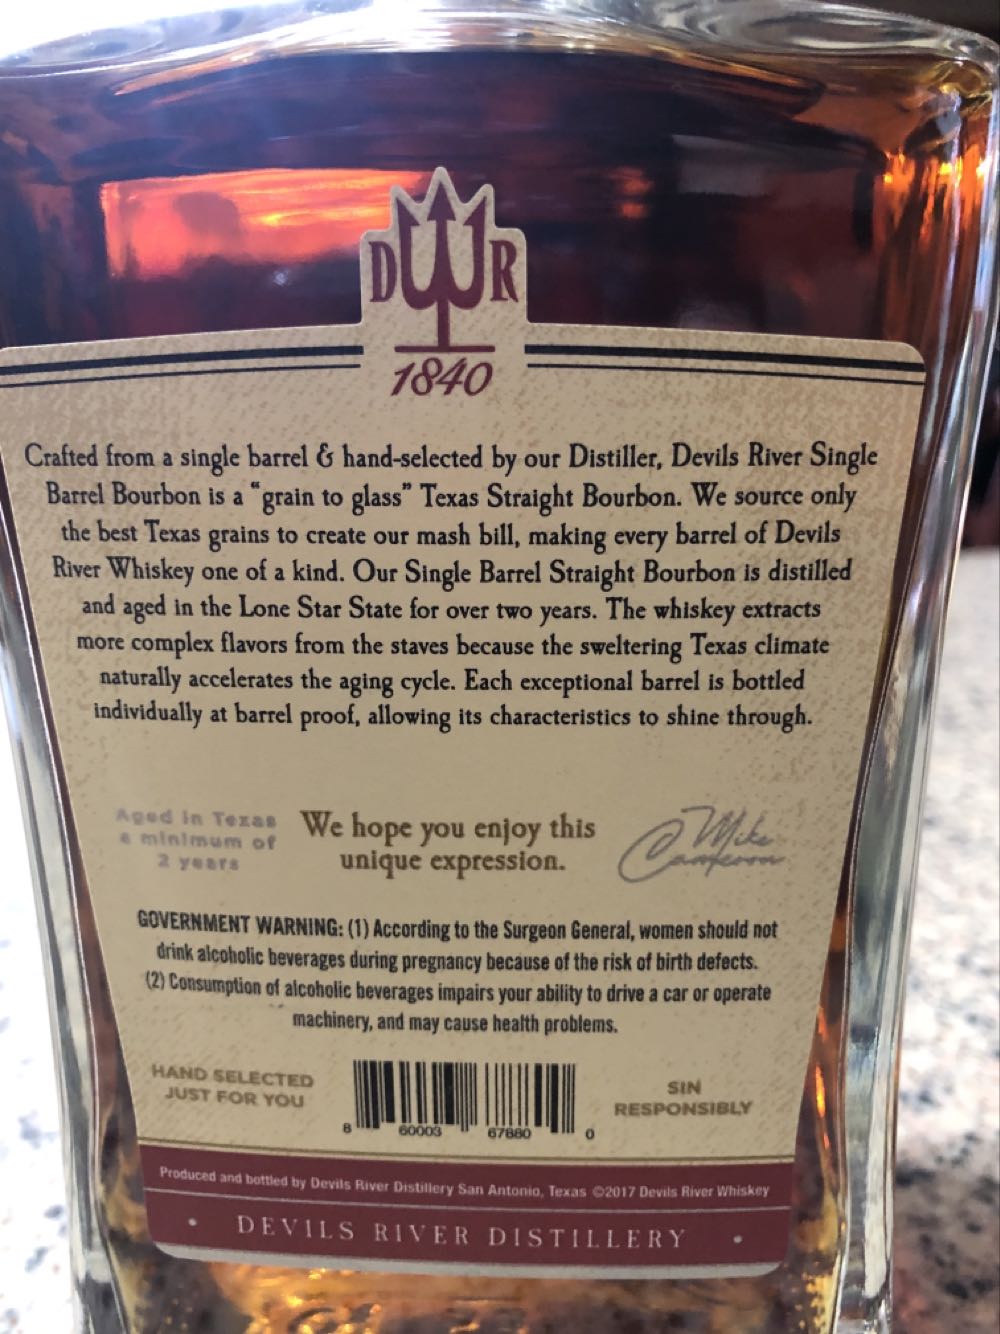 DWR
1840
Crafted from a single barrel & hand-selected by our Distiller, Devils River Single
Barrel Bourbon is a "grain to glass" Texas Straight Bourbon. We source only
the best Texas grains to create our mash bill, making every barrel of Devils
River Whiskey one of a kind. Our Single Barrel Straight Bourbon is distilled
and aged in the Lone Star State for over two years. The whiskey extracts
more complex flavors from the staves because the sweltering Texas climate
naturally accelerates the aging cycle. Each exceptional barrel is bottled
individually at barrel proof, allowing its characteristics to shine through.
Aged in Texas
a minimum of
2 years
We hope you enjoy this
unique expression.
Mike
Cameron
GOVERNMENT WARNING: (1) According to the Surgeon General, women should not
drink alcoholic beverages during pregnancy because of the risk of birth defects.
(2) Consumption of alcoholic beverages impairs your ability to drive a car or operate
machinery, and may cause health problems.
HAND SELECTED
JUST FOR YOU
8 60003 67880 0
SIN
RESPONSIBLY
Produced and bottled by Devils River Distillery San Antonio, Texas ©2017 Devils River Whiskey
• DEVILS RIVER DISTILLERY •